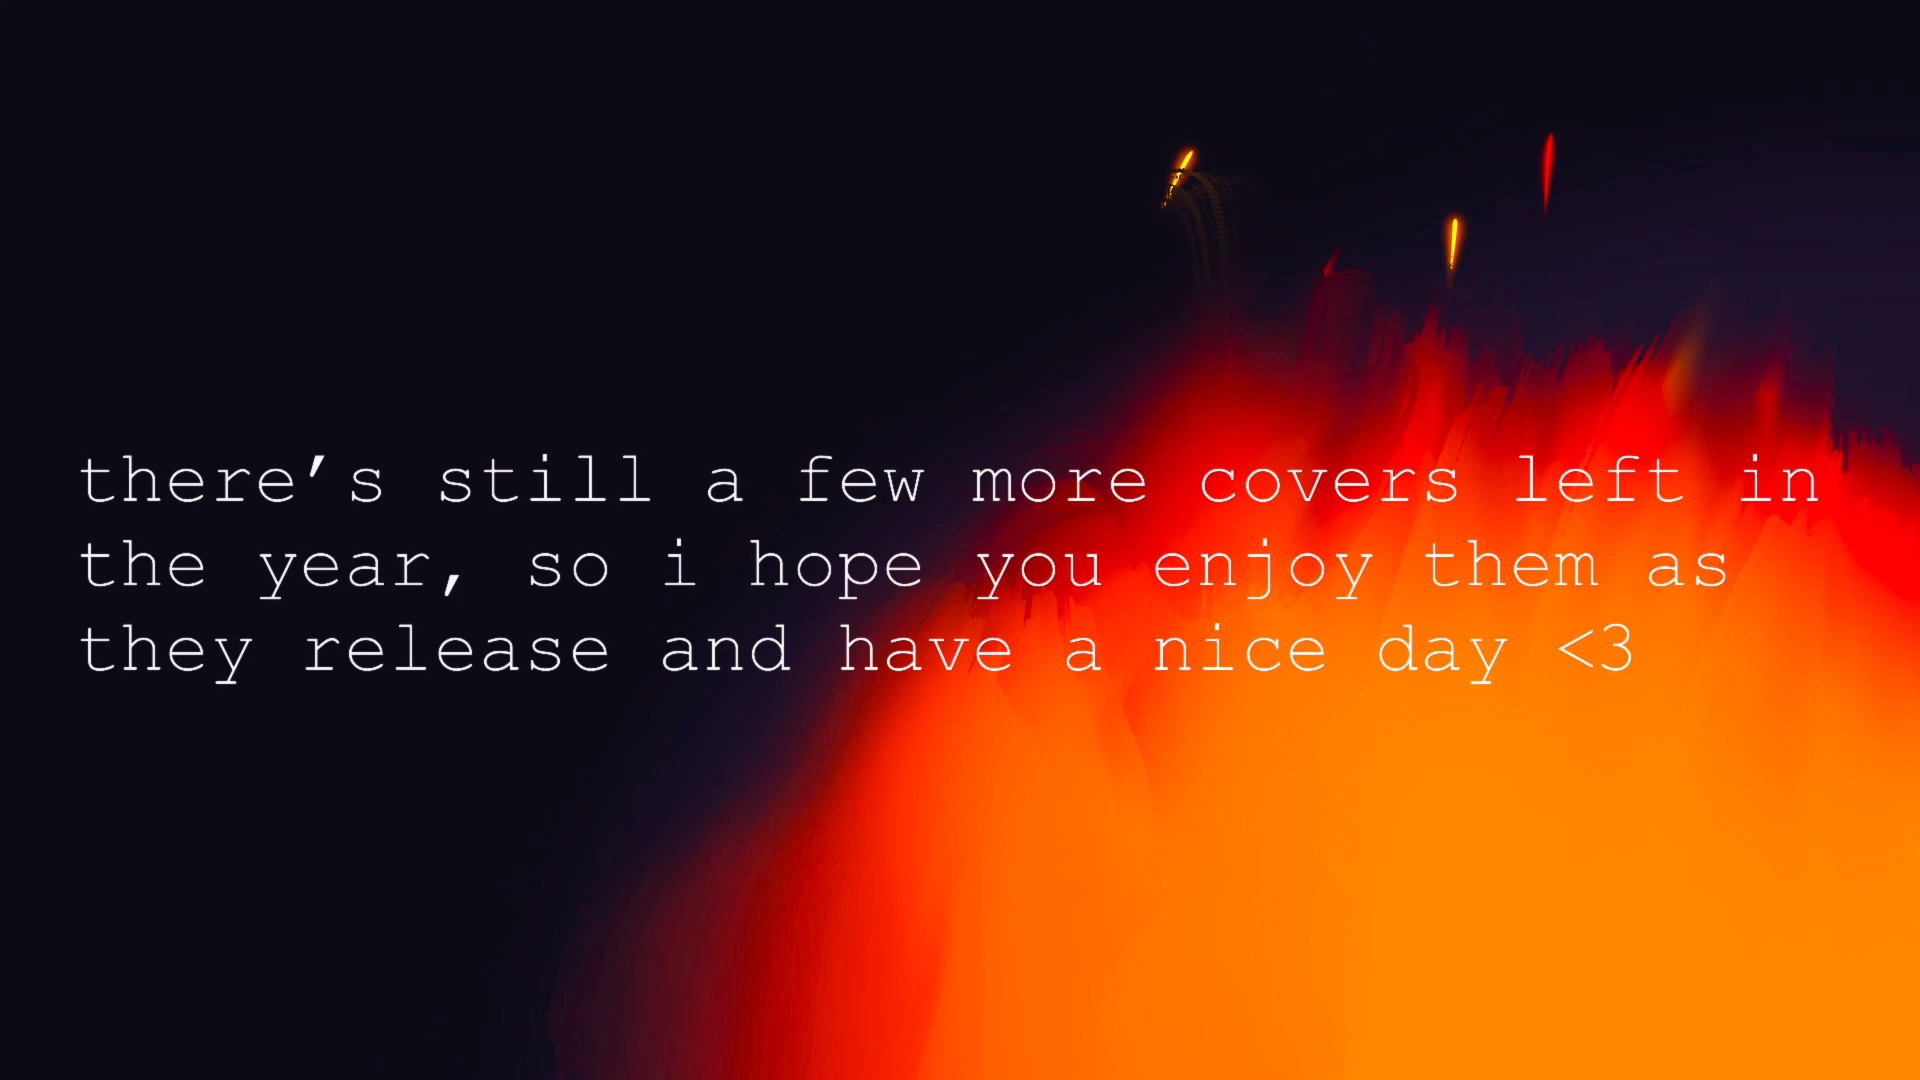 there’s still a few more covers left in
the year, so i hope you enjoy them as
they release and have a nice day <3